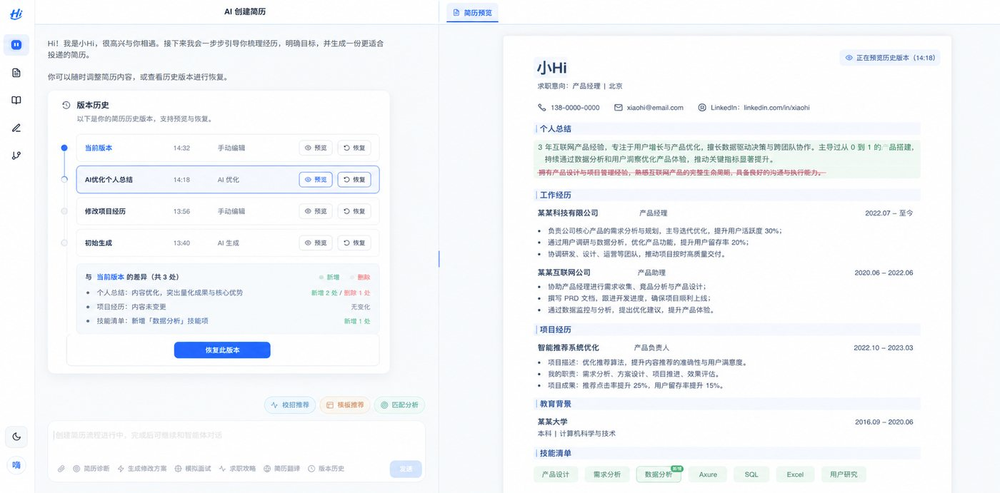 Hi
AI 创建简历
简历预览
Hi！我是小Hi，很高兴与你相遇。接下来我会一步步引导你梳理经历，明确目标，并生成一份更适合
投递的简历。
你可以随时调整简历内容，或查看历史版本进行恢复。
版本历史
以下是你的简历历史版本，支持预览与恢复。
当前版本 14:32 手动编辑 预览 恢复
AI优化个人总结 14:18 AI 优化 预览 恢复
修改项目经历 13:56 手动编辑 预览 恢复
初始生成 13:40 AI 生成 预览 恢复
与 当前版本 的差异（共 3 处） 新增 删除
• 个人总结：内容优化，突出量化成果与核心优势 新增 2 处 / 删除 1 处
• 项目经历：内容未变更 无变化
• 技能清单：新增「数据分析」技能项 新增 1 处
恢复此版本
校招推荐 模板推荐 匹配分析
创建简历流程进行中，完成后可继续和智能体对话
简历诊断 生成修改方案 模拟面试 求职攻略 简历翻译 版本历史 发送
嗨
正在预览历史版本（14:18）
小Hi
求职意向：产品经理 | 北京
138-0000-0000 xiaohi@email.com LinkedIn：linkedin.com/in/xiaohi
个人总结
3 年互联网产品经验，专注于用户增长与产品优化，擅长数据驱动决策与跨团队协作。主导过从 0 到 1 的产品搭建，
持续通过数据分析和用户洞察优化产品体验，推动关键指标显著提升。
拥有产品设计与项目管理经验，熟悉互联网产品的完整生命周期，具备良好的沟通与执行能力。
工作经历
某某科技有限公司 产品经理 2022.07 – 至今
• 负责公司核心产品的需求分析与规划，主导迭代优化，提升用户活跃度 30%；
• 通过用户调研与数据分析，优化产品功能，提升用户留存率 20%；
• 协调研发、设计、运营等团队，推动项目按时高质量交付。
某某互联网公司 产品助理 2020.06 – 2022.06
• 协助产品经理进行需求收集、竞品分析与产品设计；
• 撰写 PRD 文档，跟进开发进度，确保项目顺利上线；
• 通过数据监控与分析，提出优化建议，提升产品体验。
项目经历
智能推荐系统优化 产品负责人 2022.10 – 2023.03
• 项目描述：优化推荐算法，提升内容推荐的准确性与用户满意度。
• 我的职责：需求分析、方案设计、项目推进、效果评估。
• 项目成果：推荐点击率提升 25%，用户留存率提升 15%。
教育背景
某某大学 2016.09 – 2020.06
本科 | 计算机科学与技术
技能清单
产品设计 需求分析 数据分析 新增 Axure SQL Excel 用户研究